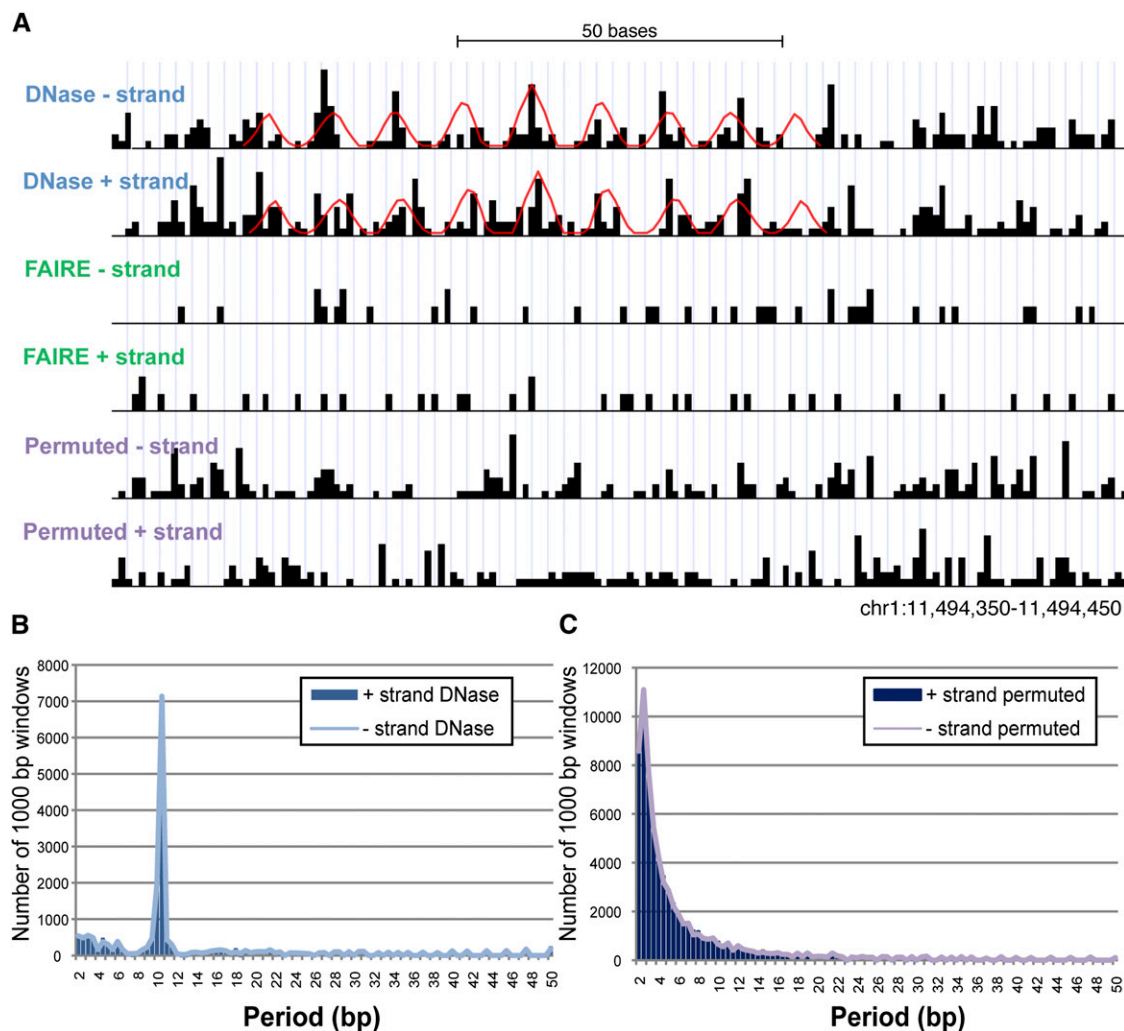 A
50 bases
DNase - strand
DNase + strand
FAIRE - strand
FAIRE + strand
Permuted - strand
Permuted + strand
chr1:11,494,350-11,494,450
B
Number of 1000 bp windows
8000
7000
6000
5000
4000
3000
2000
1000
0
+ strand DNase
- strand DNase
2 4 6 8 10 12 14 16 18 20 22 24 26 28 30 32 34 36 38 40 42 44 46 48 50
Period (bp)
C
Number of 1000 bp windows
12000
10000
8000
6000
4000
2000
0
+ strand permuted
- strand permuted
2 4 6 8 10 12 14 16 18 20 22 24 26 28 30 32 34 36 38 40 42 44 46 48 50
Period (bp)